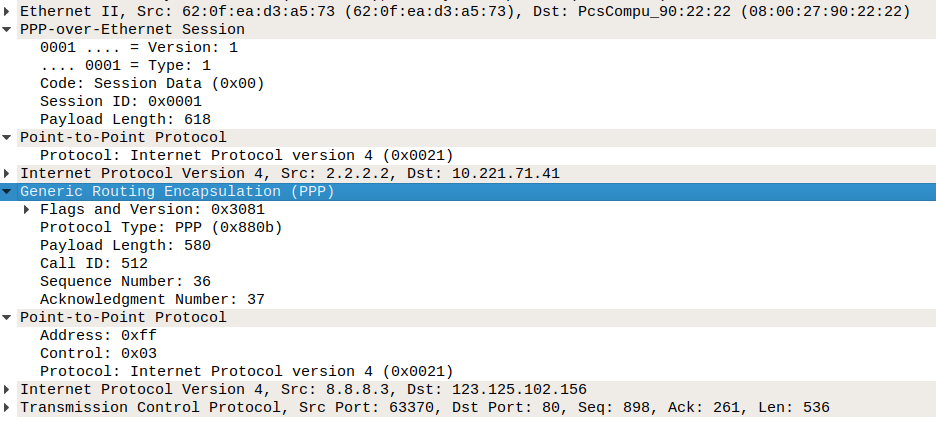 Ethernet II, Src: 62:0f:ea:d3:a5:73 (62:0f:ea:d3:a5:73), Dst: PcsCompu_90:22:22 (08:00:27:90:22:22)
PPP-over-Ethernet Session
0001 .... = Version: 1
.... 0001 = Type: 1
Code: Session Data (0x00)
Session ID: 0x0001
Payload Length: 618
Point-to-Point Protocol
Protocol: Internet Protocol version 4 (0x0021)
Internet Protocol Version 4, Src: 2.2.2.2, Dst: 10.221.71.41
Generic Routing Encapsulation (PPP)
Flags and Version: 0x3081
Protocol Type: PPP (0x880b)
Payload Length: 580
Call ID: 512
Sequence Number: 36
Acknowledgment Number: 37
Point-to-Point Protocol
Address: 0xff
Control: 0x03
Protocol: Internet Protocol version 4 (0x0021)
Internet Protocol Version 4, Src: 8.8.8.3, Dst: 123.125.102.156
Transmission Control Protocol, Src Port: 63370, Dst Port: 80, Seq: 898, Ack: 261, Len: 536